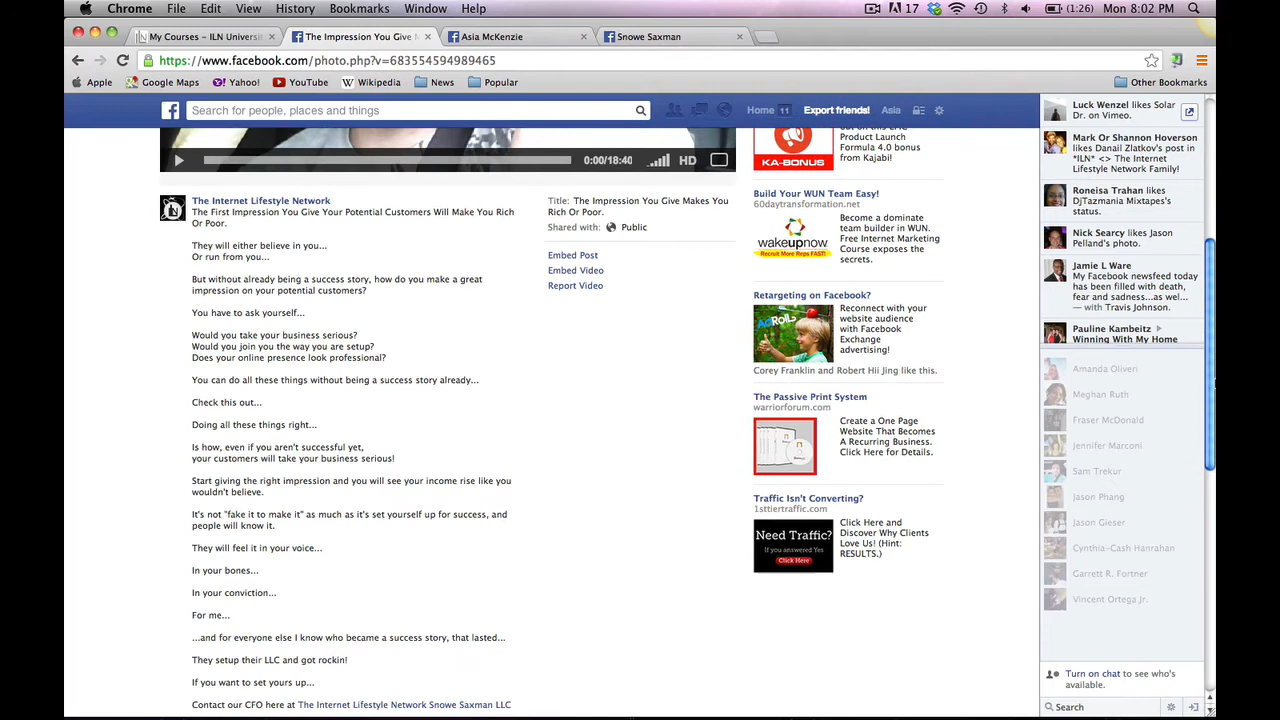 Chrome File Edit View History Bookmarks Window Help
17
(1:26) Mon 8:02 PM
My Courses – ILN Universit
The Impression You Give M
Asia McKenzie
Snowe Saxman
https://www.facebook.com/photo.php?v=683554594989465
Apple Google Maps Yahoo! YouTube Wikipedia News Popular Other Bookmarks
Search for people, places and things
Home 11 Export friends! Asia
0:00/18:40 HD
The Internet Lifestyle Network
The First Impression You Give Your Potential Customers Will Make You Rich
Or Poor.
They will either believe in you...
Or run from you...
But without already being a success story, how do you make a great
impression on your potential customers?
You have to ask yourself...
Would you take your business serious?
Would you join you the way you are setup?
Does your online presence look professional?
You can do all these things without being a success story already...
Check this out...
Doing all these things right...
Is how, even if you aren't successful yet,
your customers will take your business serious!
Start giving the right impression and you will see your income rise like you
wouldn't believe.
It's not "fake it to make it" as much as it's set yourself up for success, and
people will know it.
They will feel it in your voice...
In your bones...
In your conviction...
For me...
...and for everyone else I know who became a success story, that lasted...
They setup their LLC and got rockin!
If you want to set yours up...
Contact our CFO here at The Internet Lifestyle Network Snowe Saxman LLC
Title: The Impression You Give Makes You
Rich Or Poor.
Shared with: Public
Embed Post
Embed Video
Report Video
KA-BONUS
Product Launch
Formula 4.0 bonus
from Kajabi!
Build Your WUN Team Easy!
60daytransformation.net
wakeupnow
Recruit More Reps FAST!
Become a dominate
team builder in WUN.
Free Internet Marketing
Course exposes the
secrets.
Retargeting on Facebook?
AdRoll
Reconnect with your
website audience
with Facebook
Exchange
advertising!
Corey Franklin and Robert Hii Jing like this.
The Passive Print System
warriorforum.com
Create a One Page
Website That Becomes
A Recurring Business.
Click Here for Details.
Traffic Isn't Converting?
1sttiertraffic.com
Need Traffic?
If you answered Yes
Click Here
Click Here and
Discover Why Clients
Love Us! (Hint:
RESULTS.)
Luck Wenzel likes Solar
Dr. on Vimeo.
Mark Or Shannon Hoverson
likes Danail Zlatkov's post in
*ILN* <> The Internet
Lifestyle Network Family!
Roneisa Trahan likes
DjTazmania Mixtapes's
status.
Nick Searcy likes Jason
Pelland's photo.
Jamie L Ware
My Facebook newsfeed today
has been filled with death,
fear and sadness...as wel...
— with Travis Johnson.
Pauline Kambeitz
Winning With My Home
Amanda Oliveri
Meghan Ruth
Fraser McDonald
Jennifer Marconi
Sam Trekur
Jason Phang
Jason Gieser
Cynthia-Cash Hanrahan
Garrett R. Fortner
Vincent Ortega Jr.
Turn on chat to see who's
available.
Search